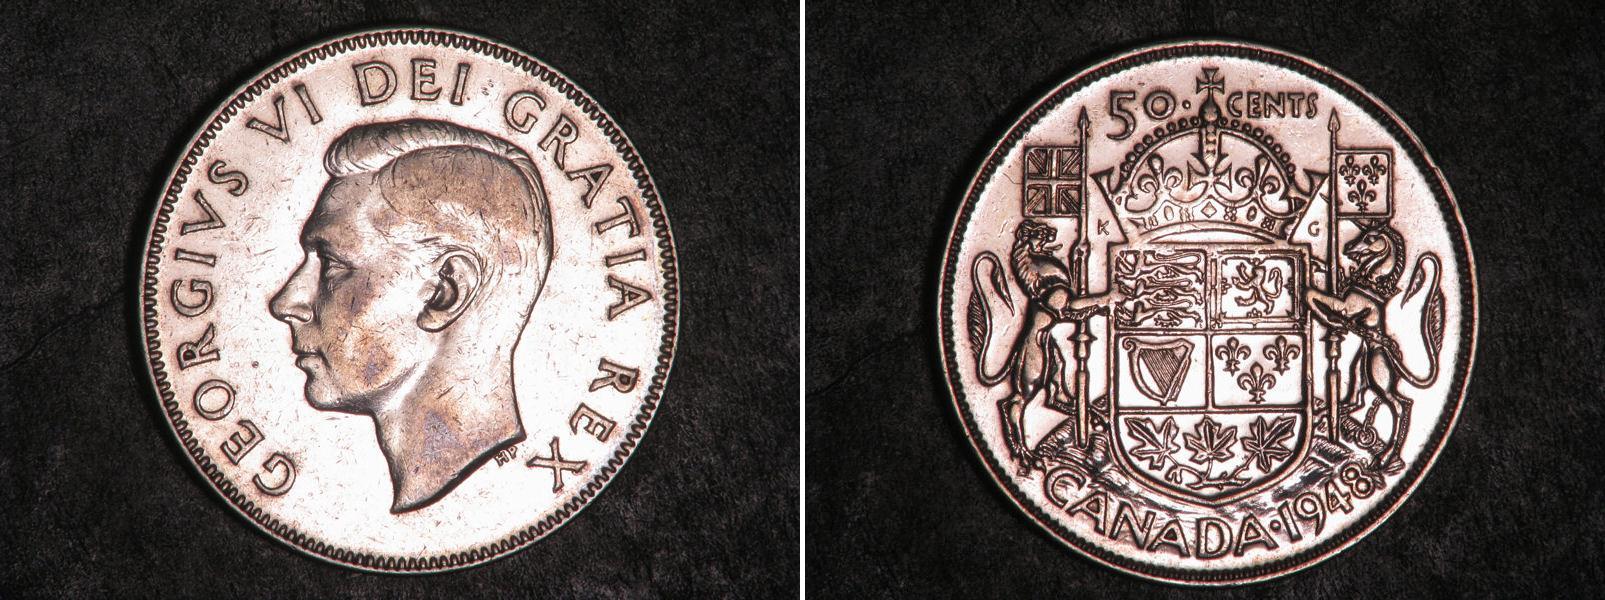 GEORGIVS VI DEI GRATIA REX
HP
50 · CENTS
K G
CANADA · 1948